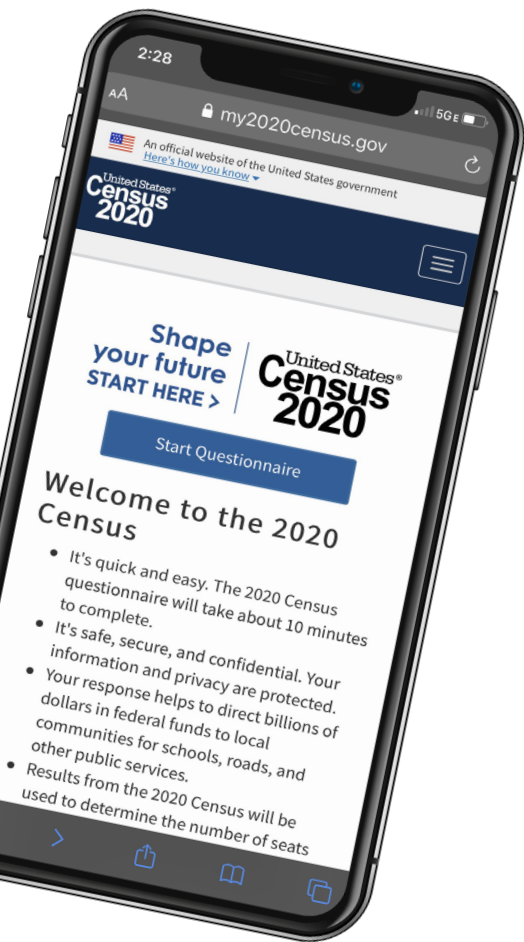 2:28
5GE
AA
my2020census.gov
An official website of the United States government
Here's how you know
United States®
Census
2020
Shape
your future
START HERE >
United States®
Census
2020
Start Questionnaire
Welcome to the 2020
Census
• It's quick and easy. The 2020 Census
questionnaire will take about 10 minutes
to complete.
• It's safe, secure, and confidential. Your
information and privacy are protected.
• Your response helps to direct billions of
dollars in federal funds to local
communities for schools, roads, and
other public services.
• Results from the 2020 Census will be
used to determine the number of seats